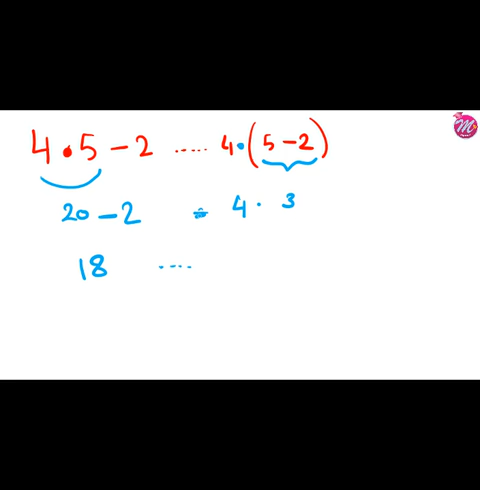 4 • 5 – 2 ..... 4 • (5 – 2)
20 – 2 = 4 · 3
18 ....